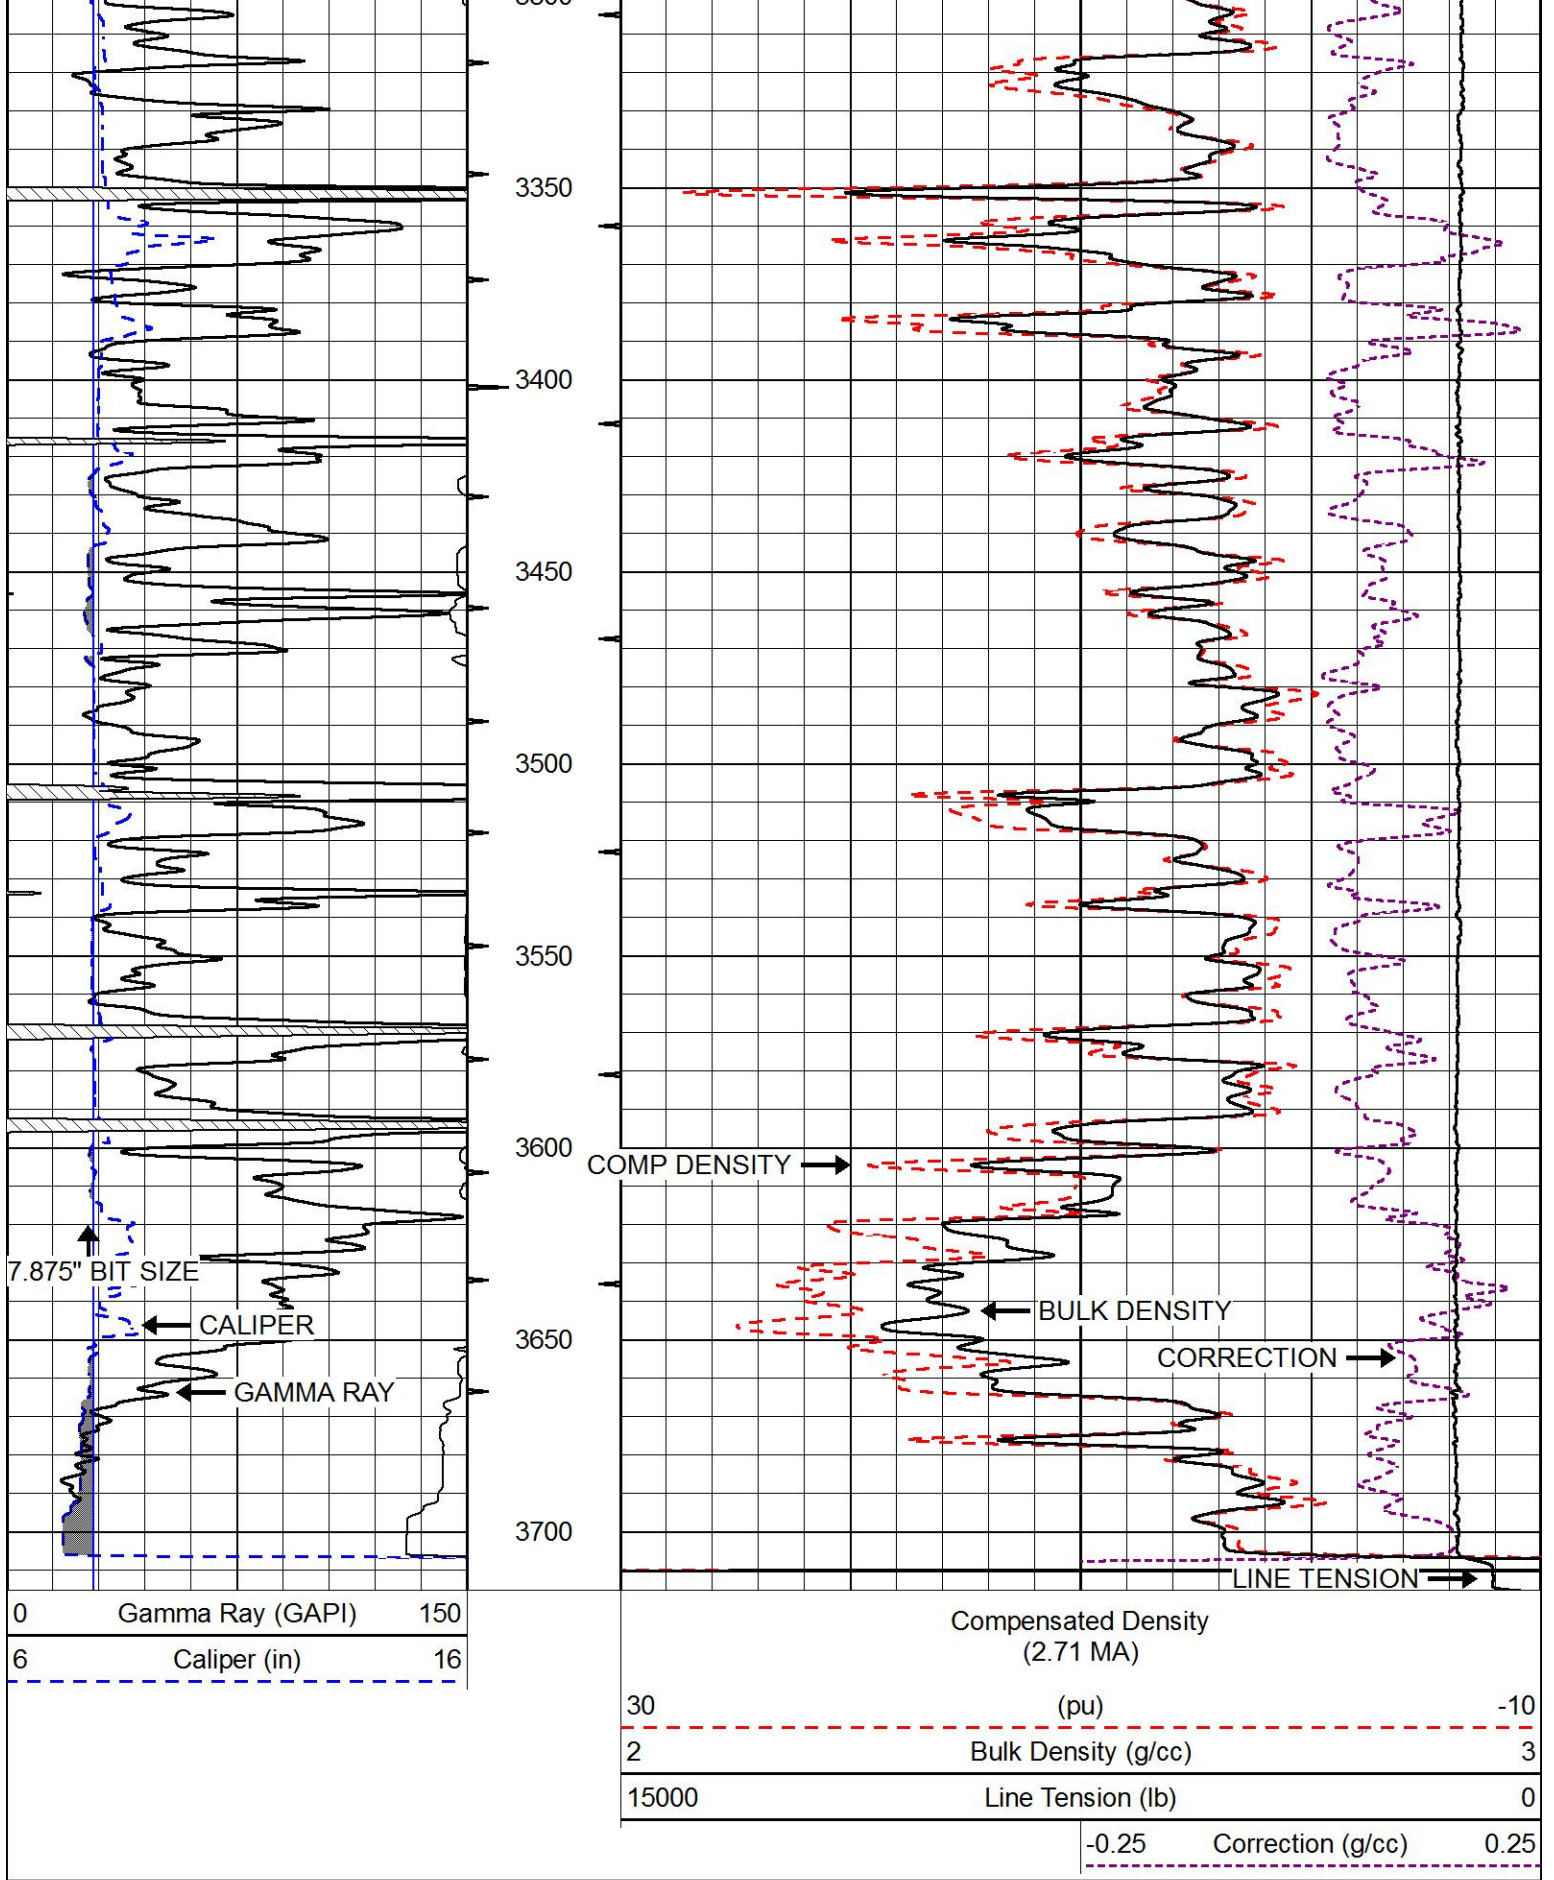 3350
3400
3450
3500
3550
3600
COMP DENSITY
7.875" BIT SIZE
BULK DENSITY
CALIPER
3650
CORRECTION
GAMMA RAY
3700
LINE TENSION
0 Gamma Ray (GAPI) 150
6 Caliper (in) 16
Compensated Density
(2.71 MA)
30 (pu) -10
2 Bulk Density (g/cc) 3
15000 Line Tension (lb) 0
-0.25 Correction (g/cc) 0.25